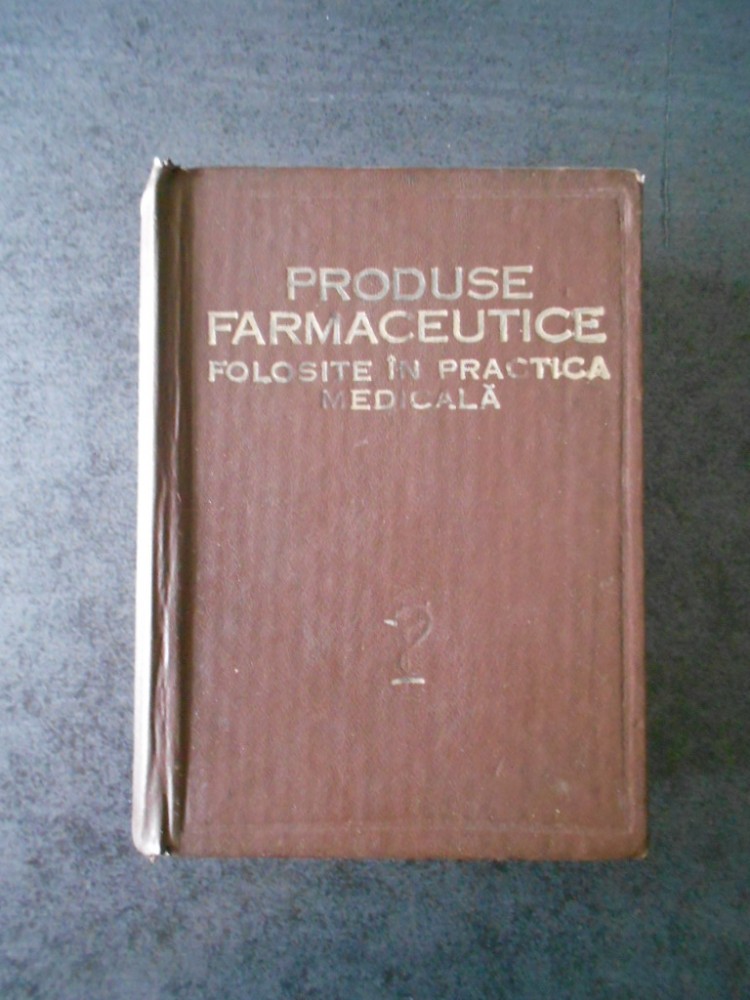 PRODUSE
FARMACEUTICE
FOLOSITE ÎN PRACTICA
MEDICALĂ